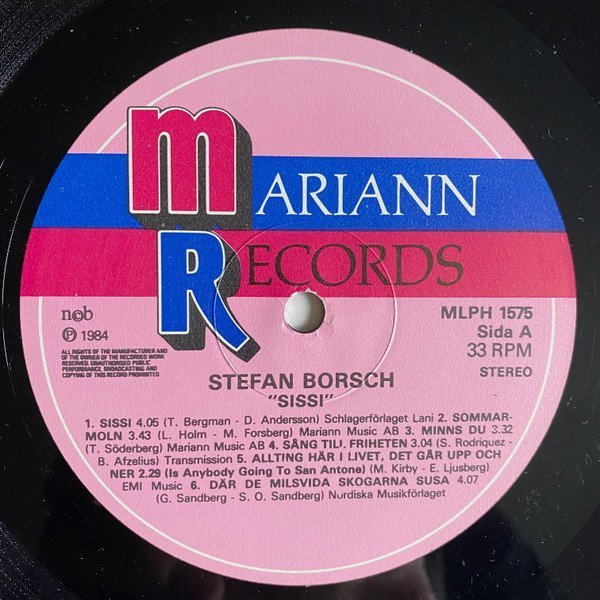 MARIANN
RECORDS
ncb
℗ 1984
ALL RIGHTS OF THE MANUFACTURER AND
OF THE OWNER OF THE RECORDED WORK
RESERVED. UNAUTHORISED PUBLIC
PERFORMANCE, BROADCASTING AND
COPYING OF THIS RECORD PROHIBITED.
MLPH 1575
Sida A
33 RPM
STEREO
STEFAN BORSCH
"SISSI"
1. SISSI 4.05 (T. Bergman - D. Andersson) Schlagerförlaget Lani 2. SOMMAR-
MOLN 3.43 (L. Holm - M. Forsberg) Mariann Music AB 3. MINNS DU 3.32
(T. Söderberg) Mariann Music AB 4. SÅNG TILL FRIHETEN 3.04 (S. Rodriquez -
B. Afzelius) Transmission 5. ALLTING HÄR I LIVET, DET GÅR UPP OCH
NER 2.29 (Is Anybody Going To San Antone) (M. Kirby - E. Ljusberg)
EMI Music 6. DÄR DE MILSVIDA SKOGARNA SUSA 4.07
(G. Sandberg - S. O. Sandberg) Nordiska Musikförlaget